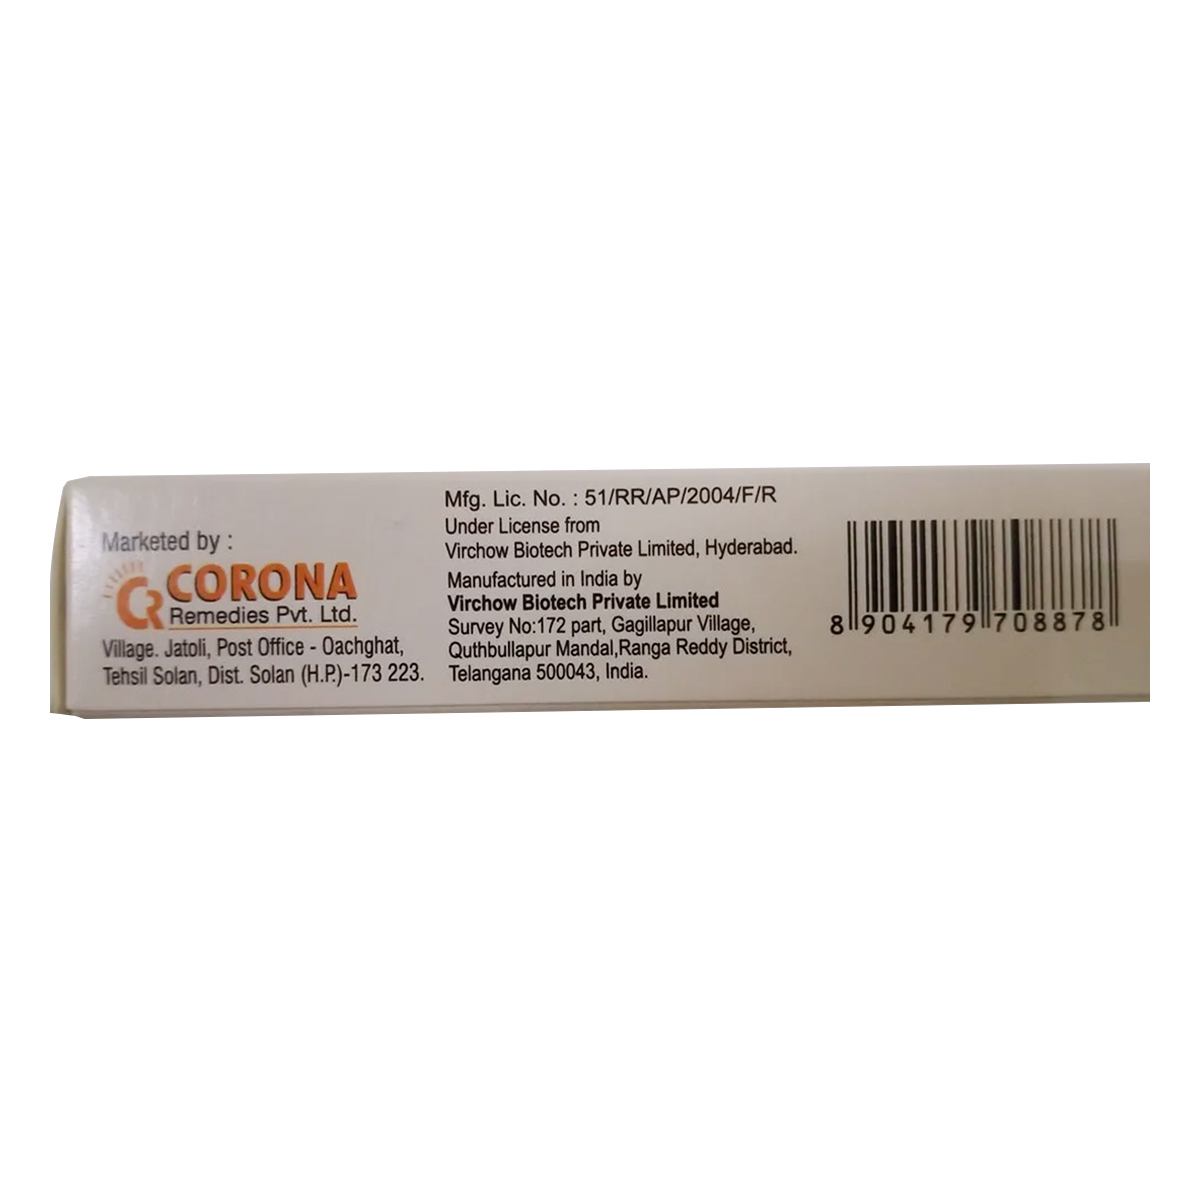 Marketed by :
CR CORONA
Remedies Pvt. Ltd.
Village. Jatoli, Post Office - Oachghat,
Tehsil Solan, Dist. Solan (H.P.)-173 223.
Mfg. Lic. No. : 51/RR/AP/2004/F/R
Under License from
Virchow Biotech Private Limited, Hyderabad.
Manufactured in India by
Virchow Biotech Private Limited
Survey No:172 part, Gagillapur Village,
Quthbullapur Mandal,Ranga Reddy District,
Telangana 500043, India.
8 904179 708878